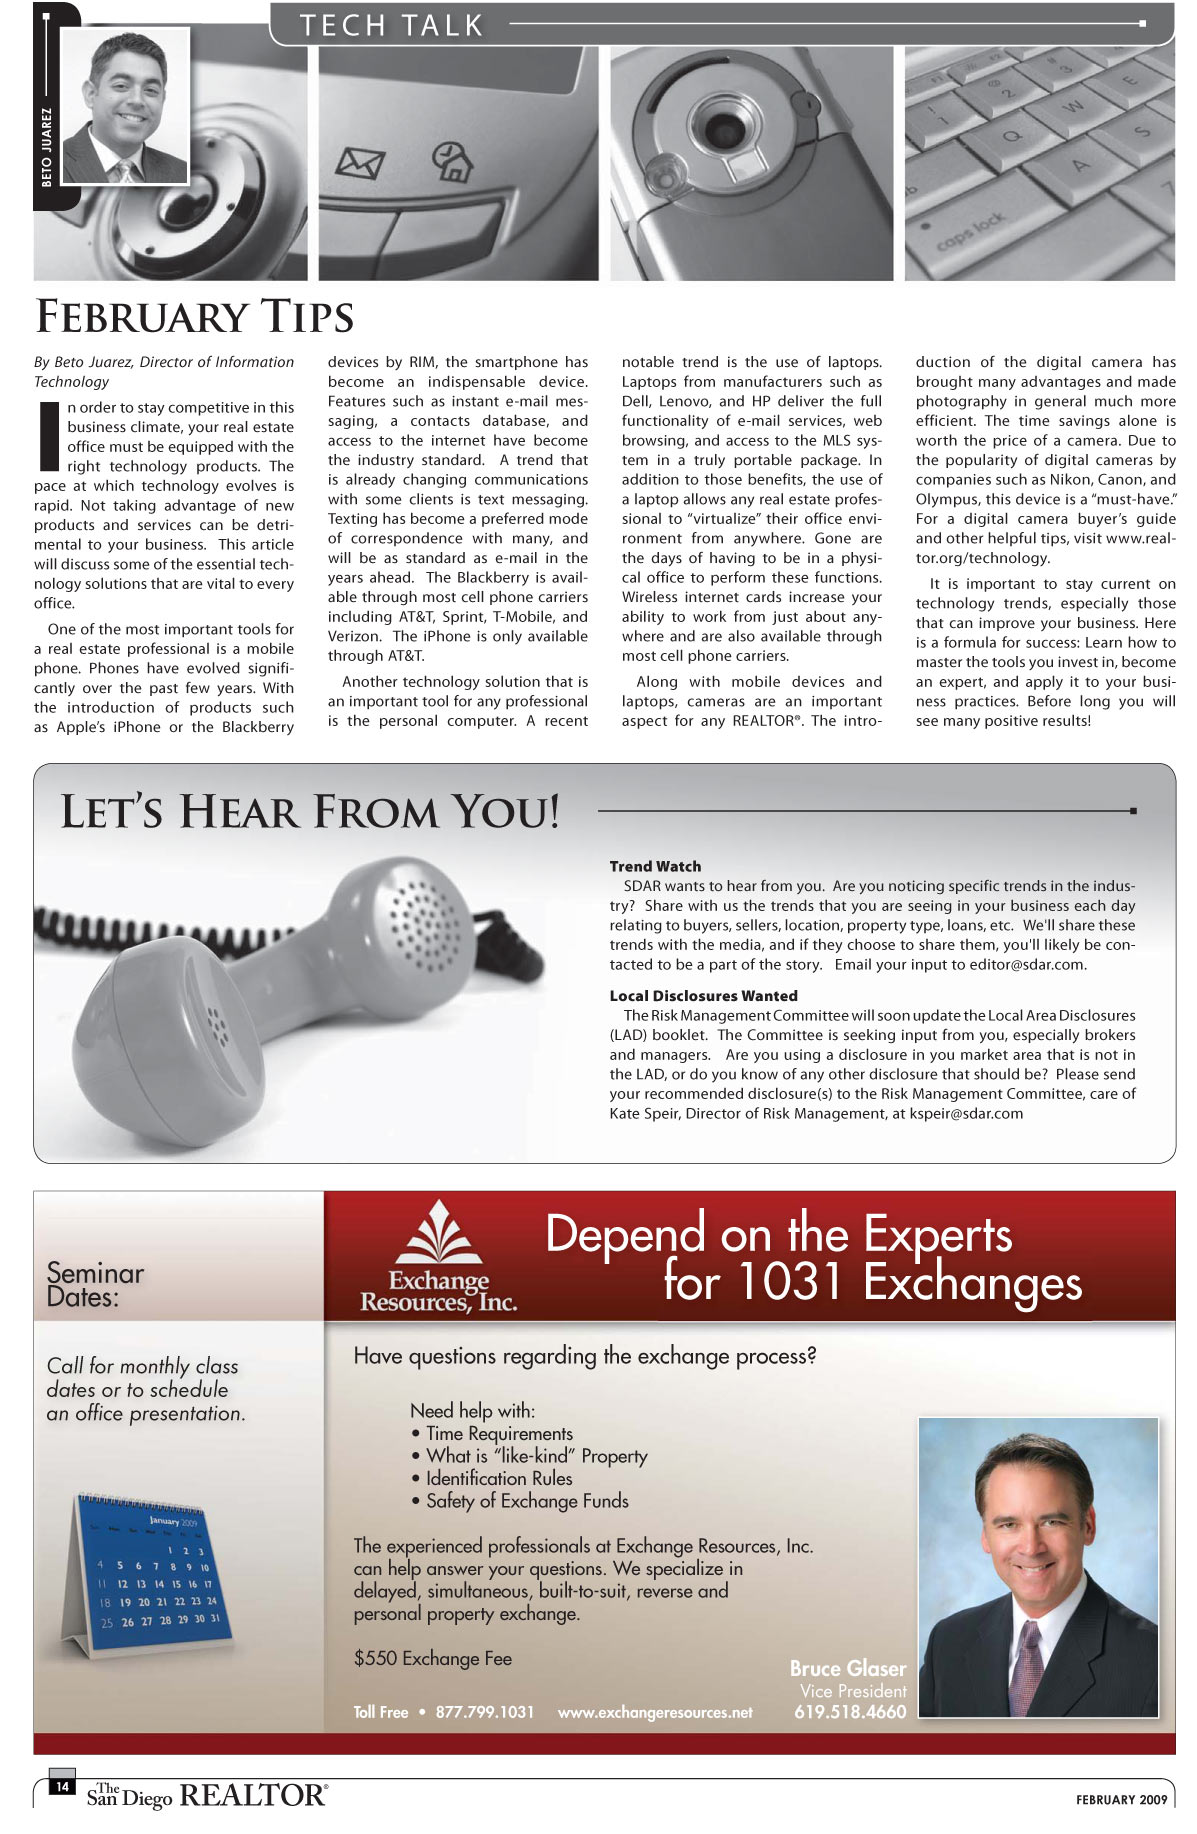 TECH TALK
BETO JUAREZ
@
2
#
3
!
1
Q
W
E
A
S
caps lock
FEBRUARY TIPS
By Beto Juarez, Director of Information
Technology
In order to stay competitive in this
business climate, your real estate
office must be equipped with the
right technology products. The
pace at which technology evolves is
rapid. Not taking advantage of new
products and services can be detri-
mental to your business. This article
will discuss some of the essential tech-
nology solutions that are vital to every
office.
One of the most important tools for
a real estate professional is a mobile
phone. Phones have evolved signifi-
cantly over the past few years. With
the introduction of products such
as Apple's iPhone or the Blackberry
devices by RIM, the smartphone has
become an indispensable device.
Features such as instant e-mail mes-
saging, a contacts database, and
access to the internet have become
the industry standard. A trend that
is already changing communications
with some clients is text messaging.
Texting has become a preferred mode
of correspondence with many, and
will be as standard as e-mail in the
years ahead. The Blackberry is avail-
able through most cell phone carriers
including AT&T, Sprint, T-Mobile, and
Verizon. The iPhone is only available
through AT&T.
Another technology solution that is
an important tool for any professional
is the personal computer. A recent
notable trend is the use of laptops.
Laptops from manufacturers such as
Dell, Lenovo, and HP deliver the full
functionality of e-mail services, web
browsing, and access to the MLS sys-
tem in a truly portable package. In
addition to those benefits, the use of
a laptop allows any real estate profes-
sional to "virtualize" their office envi-
ronment from anywhere. Gone are
the days of having to be in a physi-
cal office to perform these functions.
Wireless internet cards increase your
ability to work from just about any-
where and are also available through
most cell phone carriers.
Along with mobile devices and
laptops, cameras are an important
aspect for any REALTOR®. The intro-
duction of the digital camera has
brought many advantages and made
photography in general much more
efficient. The time savings alone is
worth the price of a camera. Due to
the popularity of digital cameras by
companies such as Nikon, Canon, and
Olympus, this device is a "must-have."
For a digital camera buyer's guide
and other helpful tips, visit www.real-
tor.org/technology.
It is important to stay current on
technology trends, especially those
that can improve your business. Here
is a formula for success: Learn how to
master the tools you invest in, become
an expert, and apply it to your busi-
ness practices. Before long you will
see many positive results!
LET'S HEAR FROM YOU!
Trend Watch
SDAR wants to hear from you. Are you noticing specific trends in the indus-
try? Share with us the trends that you are seeing in your business each day
relating to buyers, sellers, location, property type, loans, etc. We'll share these
trends with the media, and if they choose to share them, you'll likely be con-
tacted to be a part of the story. Email your input to editor@sdar.com.
Local Disclosures Wanted
The Risk Management Committee will soon update the Local Area Disclosures
(LAD) booklet. The Committee is seeking input from you, especially brokers
and managers. Are you using a disclosure in you market area that is not in
the LAD, or do you know of any other disclosure that should be? Please send
your recommended disclosure(s) to the Risk Management Committee, care of
Kate Speir, Director of Risk Management, at kspeir@sdar.com
Seminar
Dates:
Call for monthly class
dates or to schedule
an office presentation.
January 2009
1 2 3
4 5 6 7 8 9 10
11 12 13 14 15 16 17
18 19 20 21 22 23 24
25 26 27 28 29 30 31
Exchange
Resources, Inc.
Depend on the Experts
for 1031 Exchanges
Have questions regarding the exchange process?
Need help with:
• Time Requirements
• What is "like-kind" Property
• Identification Rules
• Safety of Exchange Funds
The experienced professionals at Exchange Resources, Inc.
can help answer your questions. We specialize in
delayed, simultaneous, built-to-suit, reverse and
personal property exchange.
$550 Exchange Fee
Toll Free • 877.799.1031 www.exchangeresources.net
Bruce Glaser
Vice President
619.518.4660
14
The San Diego REALTOR®
FEBRUARY 2009